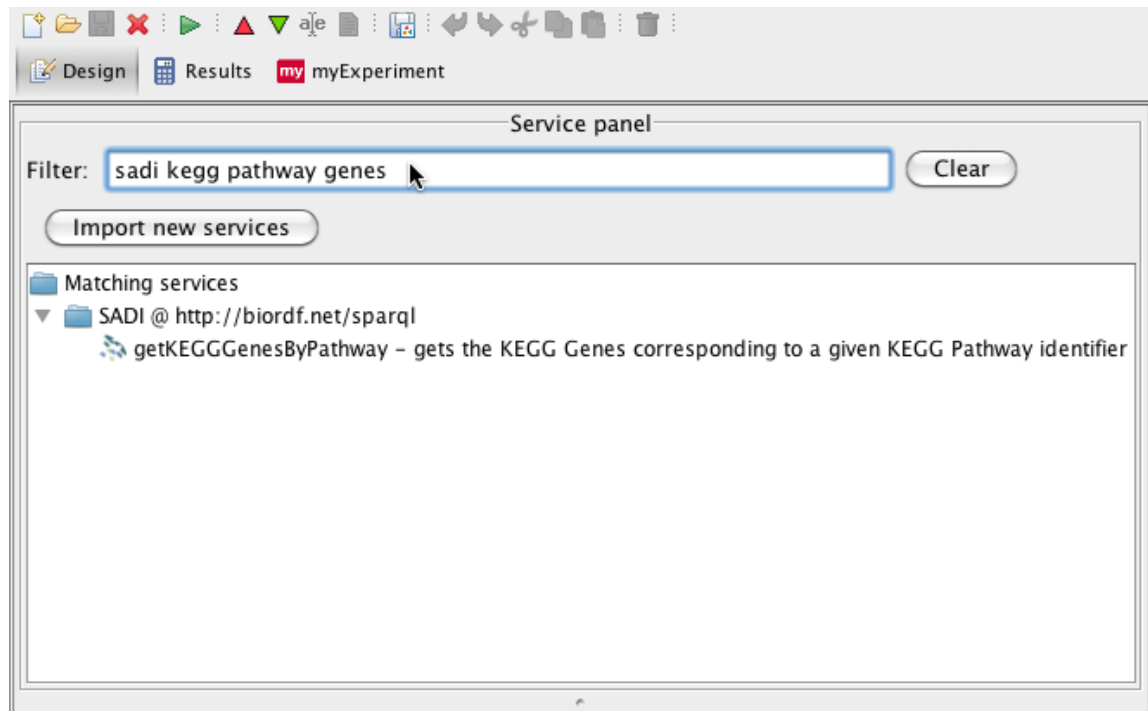 aje
Design Results my myExperiment
Service panel
Filter: sadi kegg pathway genes Clear
Import new services
Matching services
SADI @ http://biordf.net/sparql
getKEGGGenesByPathway – gets the KEGG Genes corresponding to a given KEGG Pathway identifier